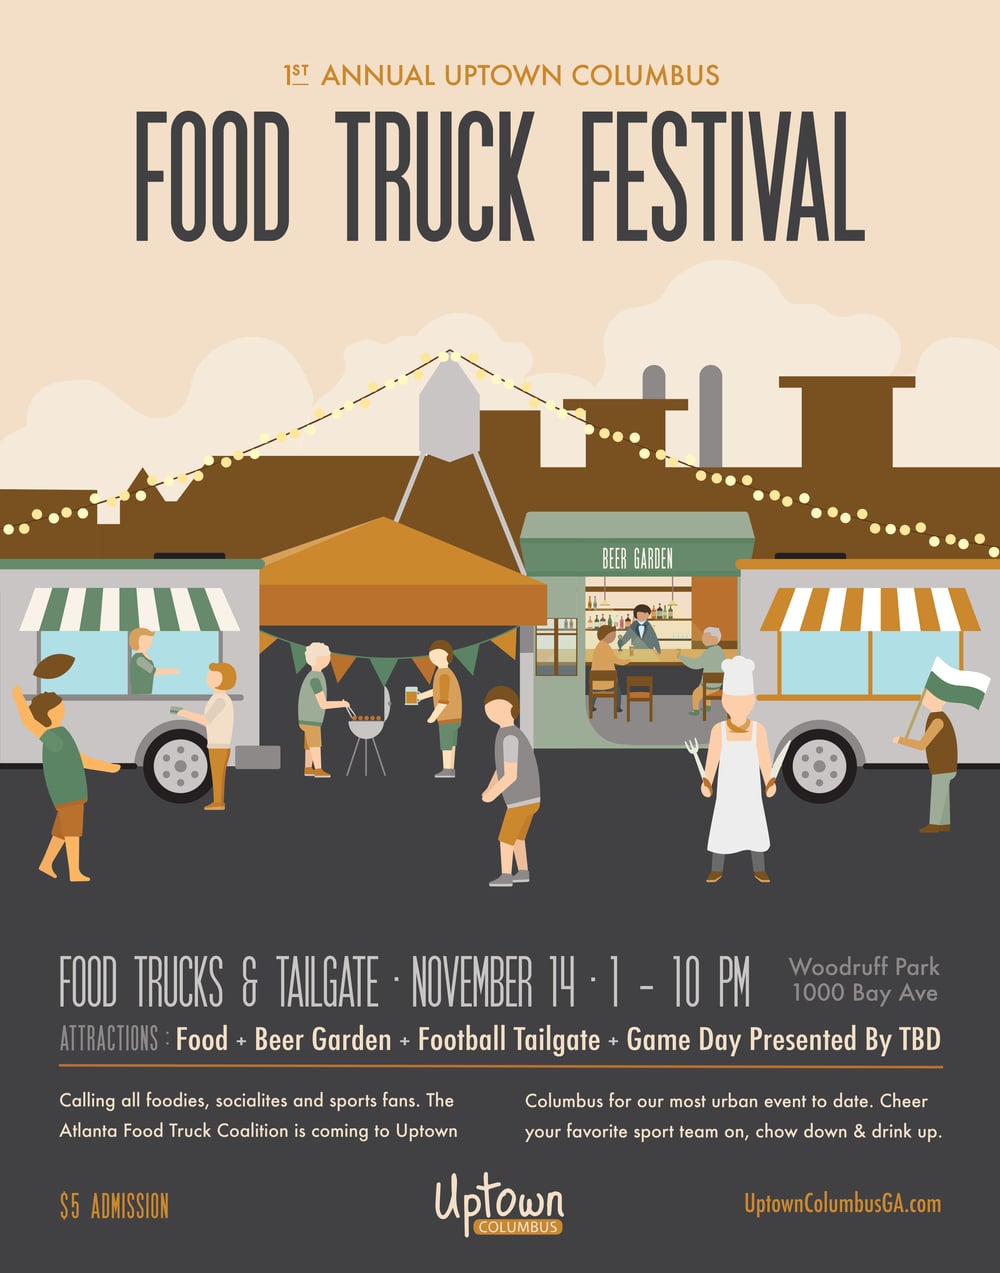 1ST ANNUAL UPTOWN COLUMBUS
FOOD TRUCK FESTIVAL
BEER GARDEN
FOOD TRUCKS & TAILGATE · NOVEMBER 14 · 1 – 10 PM
Woodruff Park
1000 Bay Ave
ATTRACTIONS : Food + Beer Garden + Football Tailgate + Game Day Presented By TBD
Calling all foodies, socialites and sports fans. The
Atlanta Food Truck Coalition is coming to Uptown
Columbus for our most urban event to date. Cheer
your favorite sport team on, chow down & drink up.
$5 ADMISSION
Uptown
COLUMBUS
UptownColumbusGA.com